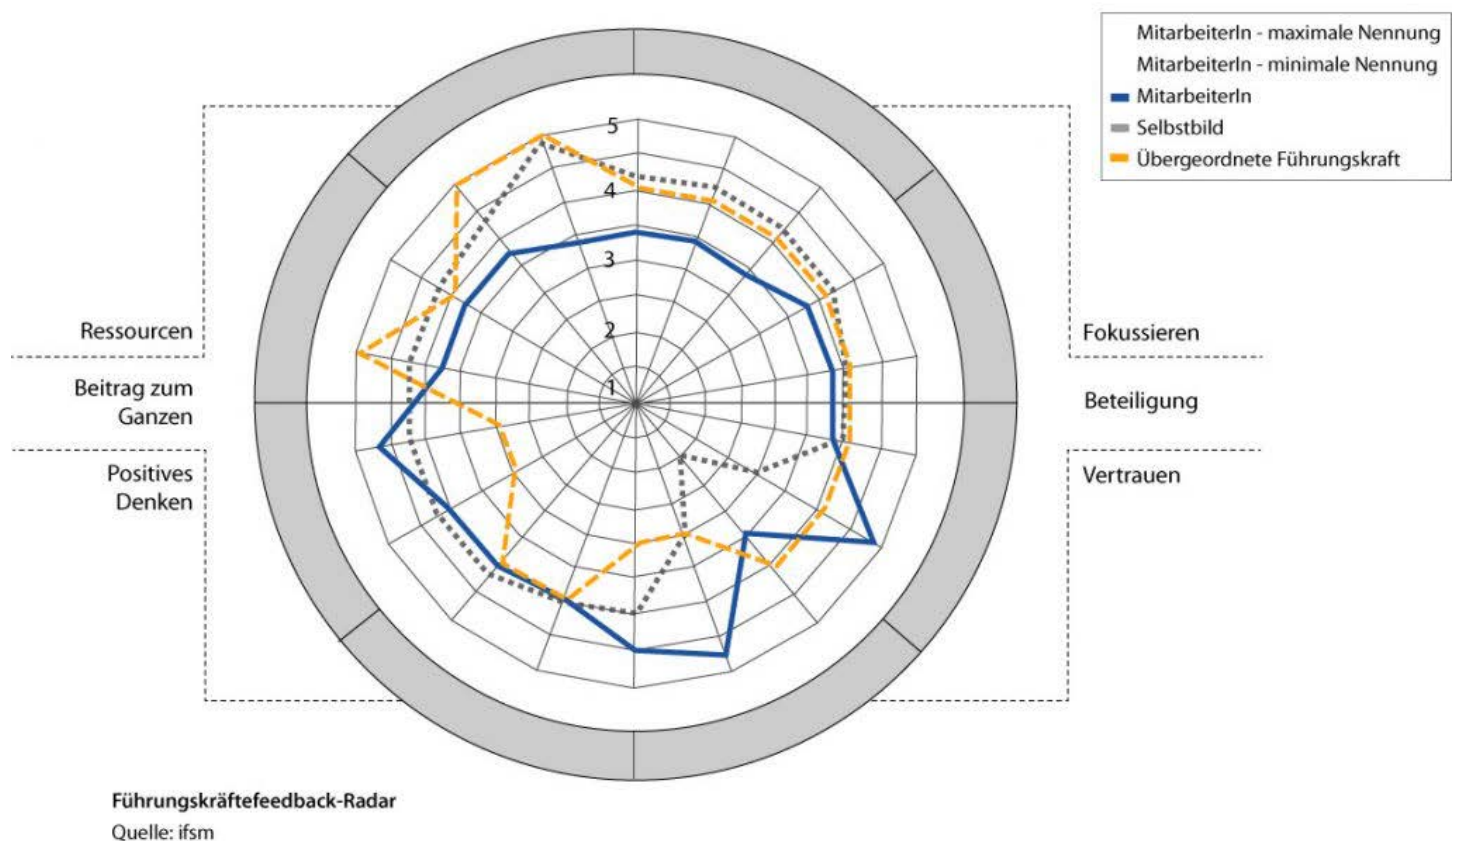 MitarbeiterIn - maximale Nennung
MitarbeiterIn - minimale Nennung
MitarbeiterIn
Selbstbild
Übergeordnete Führungskraft
5
4
3
2
1
Ressourcen
Beitrag zum
Ganzen
Positives
Denken
Fokussieren
Beteiligung
Vertrauen
Führungskräftefeedback-Radar
Quelle: ifsm